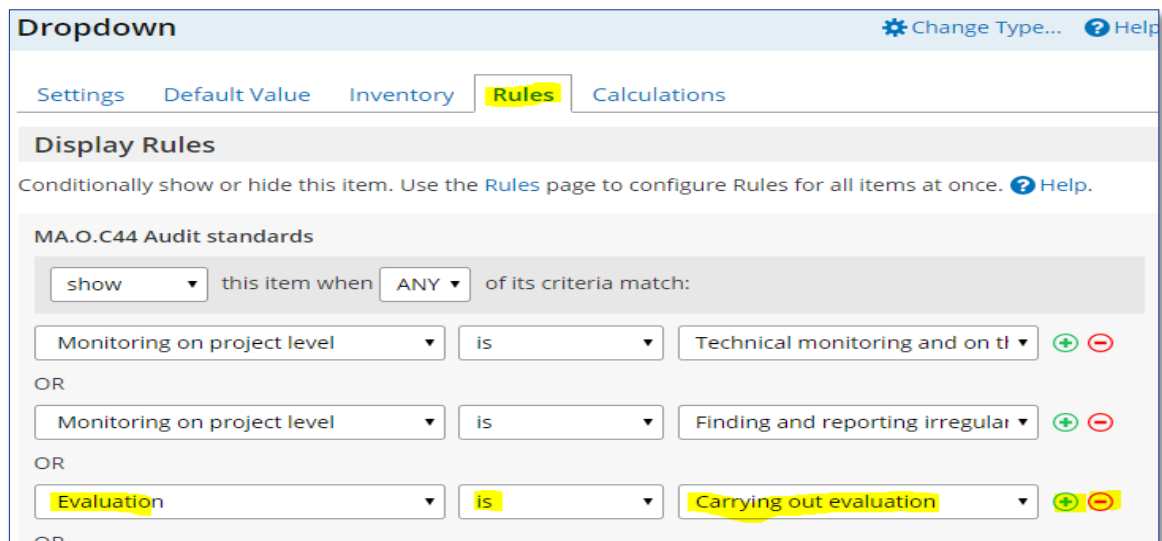 Dropdown Change Type... Help
Settings Default Value Inventory Rules Calculations
Display Rules
Conditionally show or hide this item. Use the Rules page to configure Rules for all items at once. Help.
MA.O.C44 Audit standards
show this item when ANY of its criteria match:
Monitoring on project level is Technical monitoring and on
OR
Monitoring on project level is Finding and reporting
OR
Evaluation is Carrying out evaluation
OR